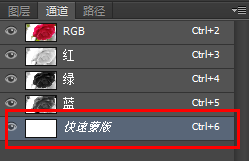 图层 通道 路径
RGB Ctrl+2
红 Ctrl+3
绿 Ctrl+4
蓝 Ctrl+5
快速蒙版 Ctrl+6